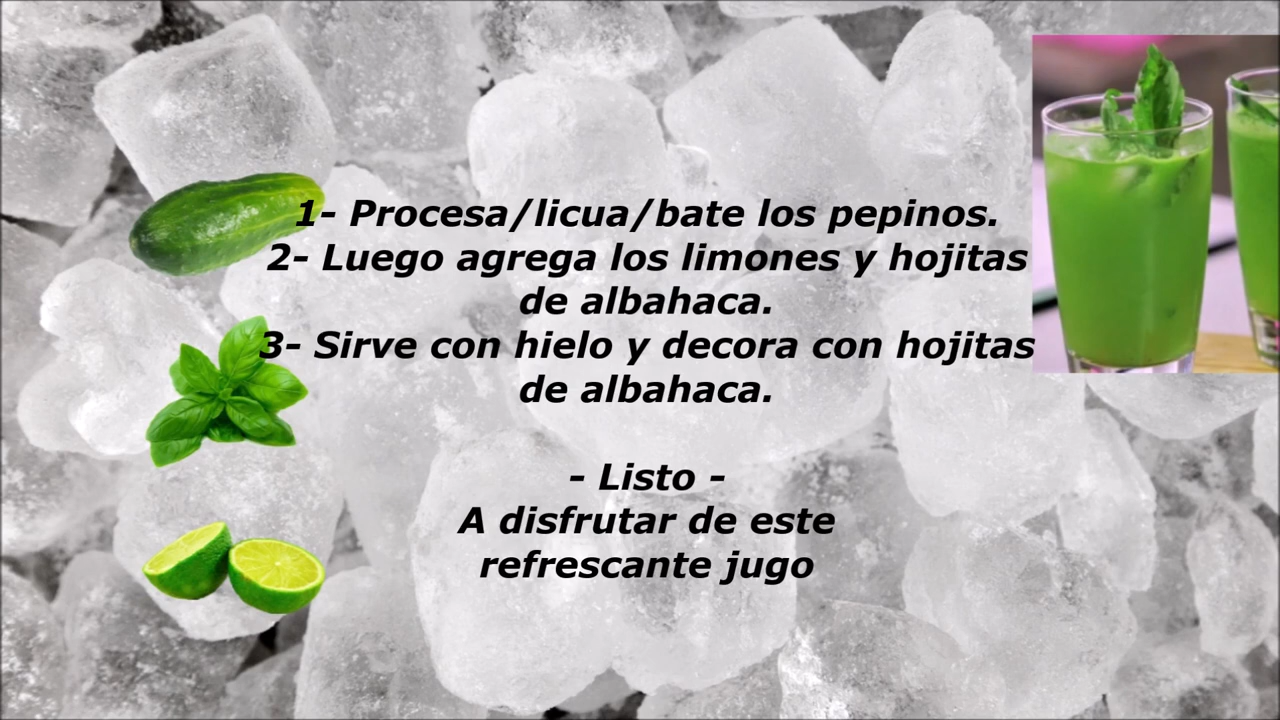 1- Procesa/licua/bate los pepinos.
2- Luego agrega los limones y hojitas
de albahaca.
3- Sirve con hielo y decora con hojitas
de albahaca.
- Listo -
A disfrutar de este
refrescante jugo